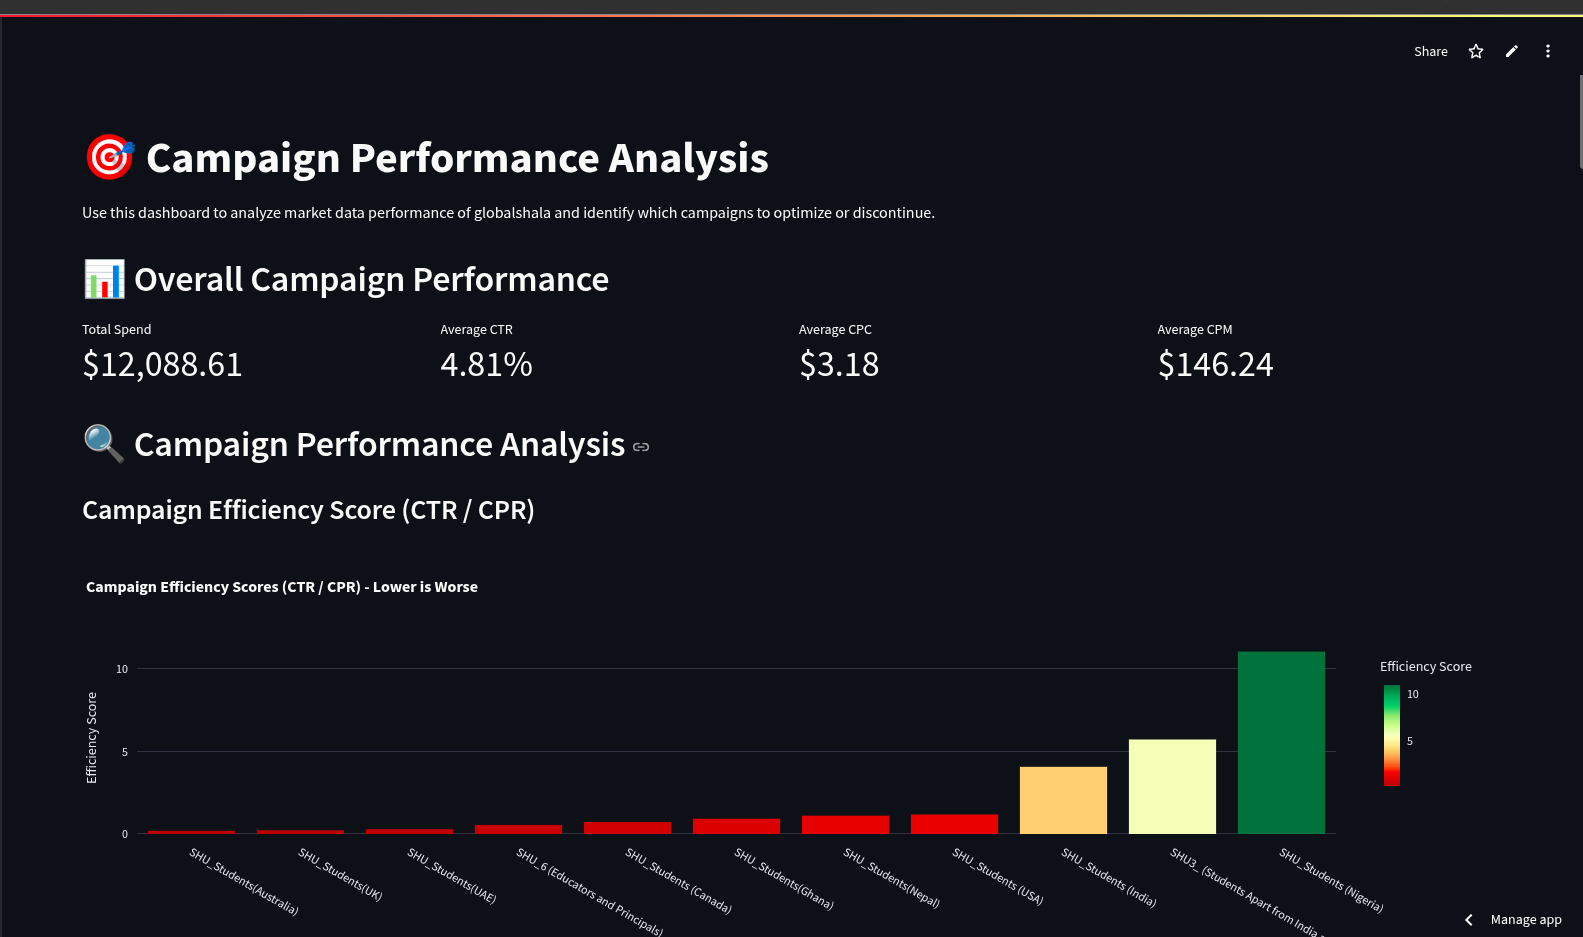 Share
Campaign Performance Analysis
Use this dashboard to analyze market data performance of globalshala and identify which campaigns to optimize or discontinue.
Overall Campaign Performance
Total Spend
$12,088.61
Average CTR
4.81%
Average CPC
$3.18
Average CPM
$146.24
Campaign Performance Analysis
Campaign Efficiency Score (CTR / CPR)
Campaign Efficiency Scores (CTR / CPR) - Lower is Worse
Efficiency Score
10
5
0
SHU_Students(Australia)
SHU_Students(UK)
SHU_Students(UAE)
SHU_6 (Educators and Principals)
SHU_Students (Canada)
SHU_Students(Ghana)
SHU_Students(Nepal)
SHU_Students (USA)
SHU_Students (India)
SHU3_ (Students Apart from India
SHU_Students (Nigeria)
Efficiency Score
10
5
Manage app